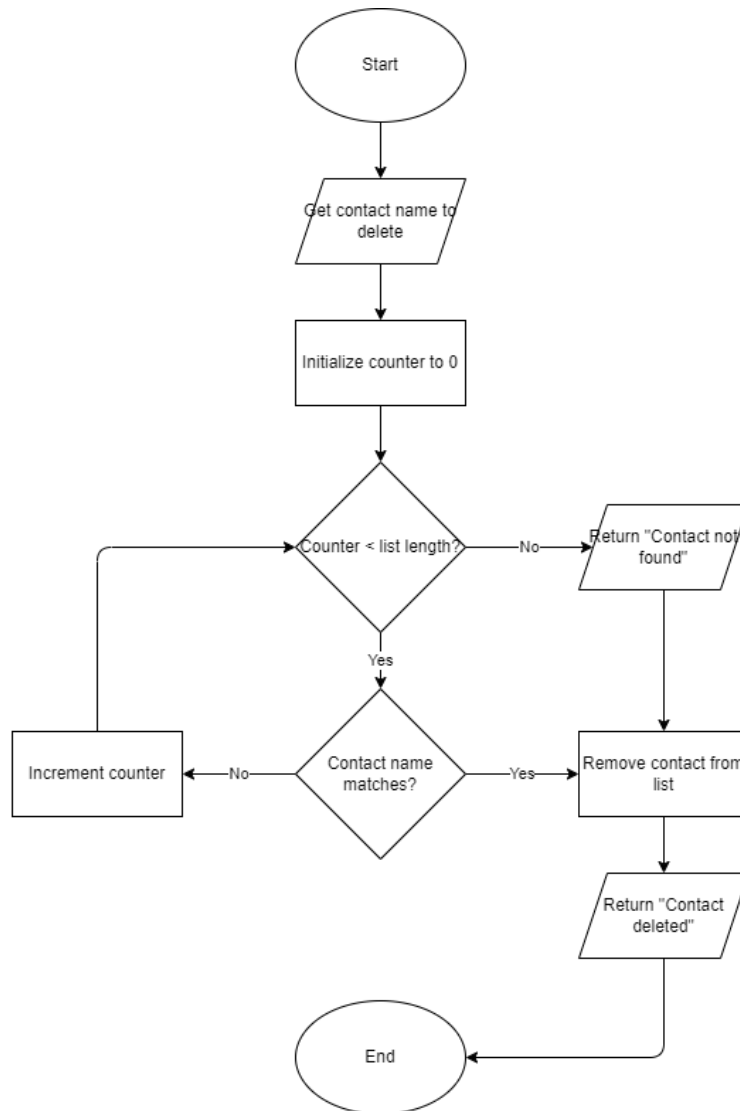 Start
Get contact name to
delete
Initialize counter to 0
Counter < list length?
No
Return "Contact not
found"
Yes
Increment counter
No
Contact name
matches?
Yes
Remove contact from
list
Return "Contact
deleted"
End